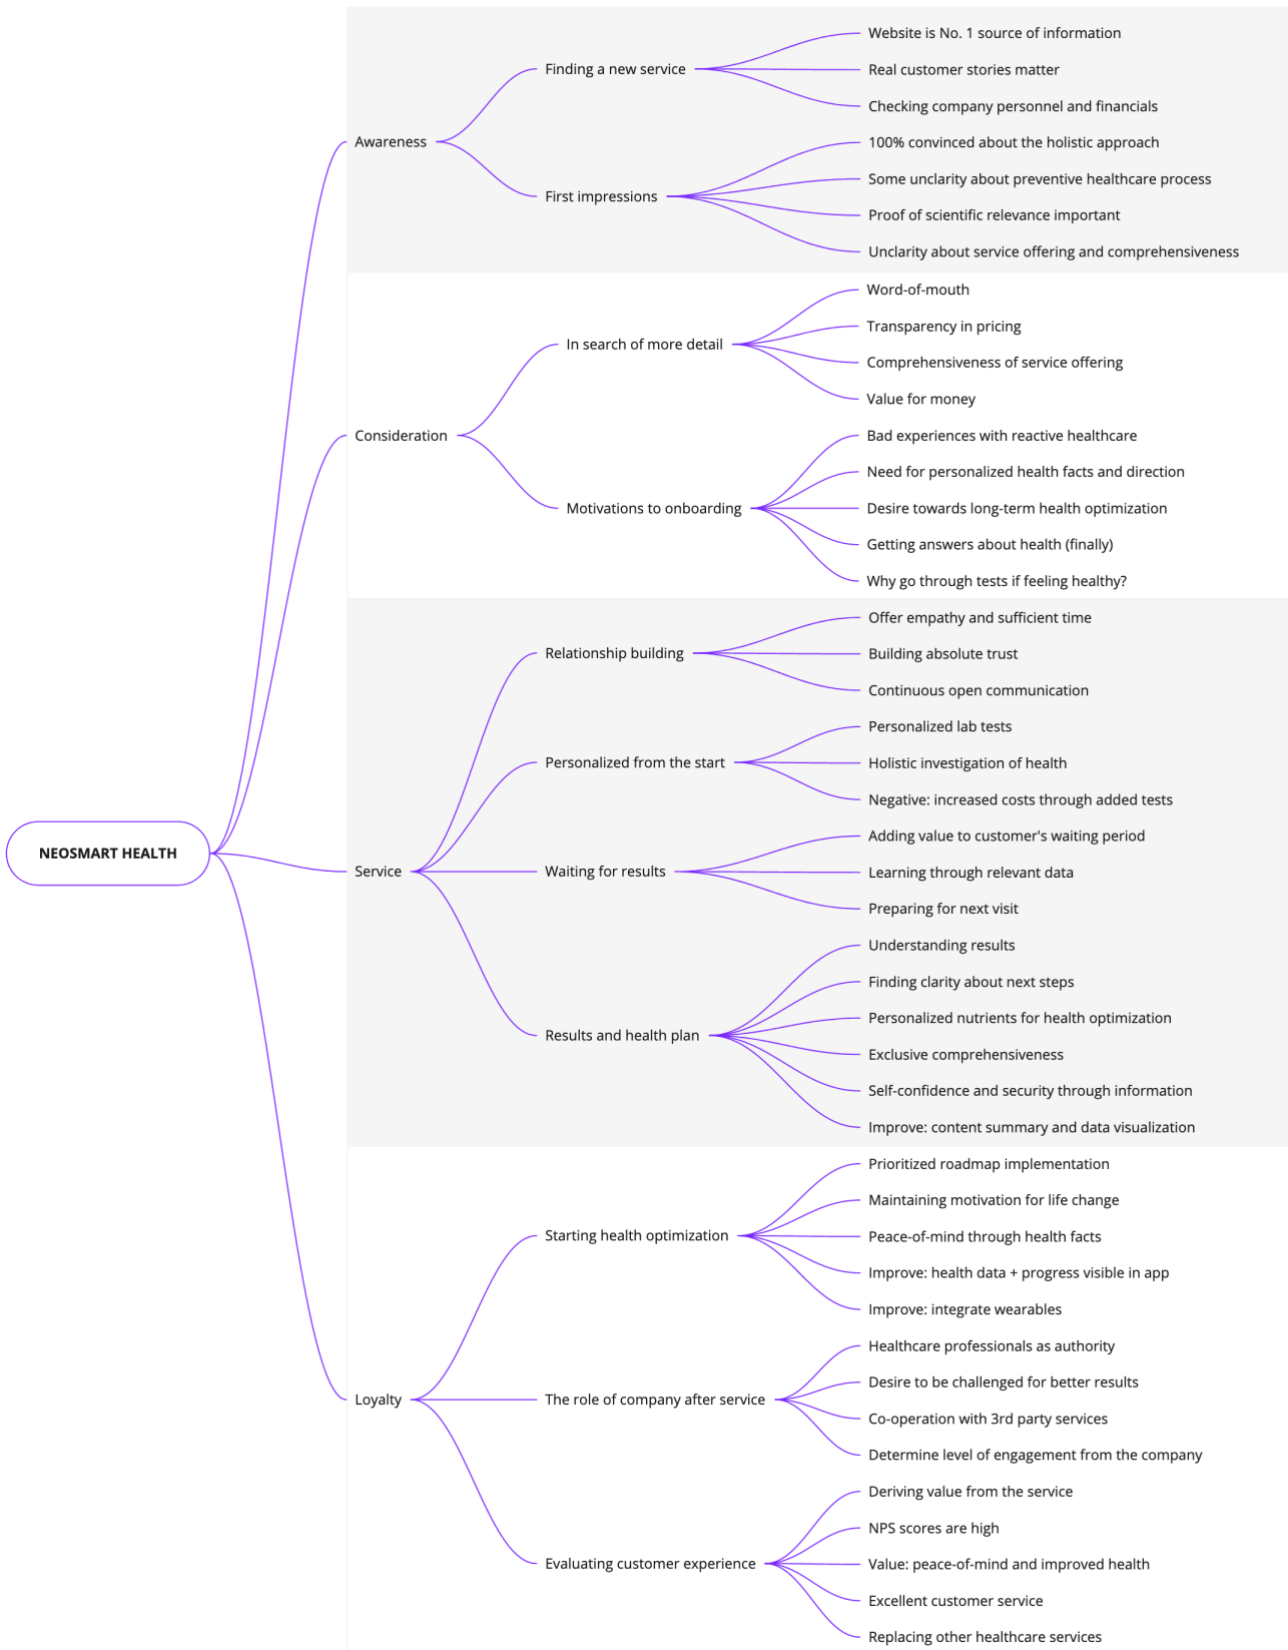 NEOSMART HEALTH
Awareness
Finding a new service
Website is No. 1 source of information
Real customer stories matter
Checking company personnel and financials
First impressions
100% convinced about the holistic approach
Some unclarity about preventive healthcare process
Proof of scientific relevance important
Unclarity about service offering and comprehensiveness
Consideration
In search of more detail
Word-of-mouth
Transparency in pricing
Comprehensiveness of service offering
Value for money
Motivations to onboarding
Bad experiences with reactive healthcare
Need for personalized health facts and direction
Desire towards long-term health optimization
Getting answers about health (finally)
Why go through tests if feeling healthy?
Service
Relationship building
Offer empathy and sufficient time
Building absolute trust
Continuous open communication
Personalized from the start
Personalized lab tests
Holistic investigation of health
Negative: increased costs through added tests
Waiting for results
Adding value to customer's waiting period
Learning through relevant data
Preparing for next visit
Results and health plan
Understanding results
Finding clarity about next steps
Personalized nutrients for health optimization
Exclusive comprehensiveness
Self-confidence and security through information
Improve: content summary and data visualization
Loyalty
Starting health optimization
Prioritized roadmap implementation
Maintaining motivation for life change
Peace-of-mind through health facts
Improve: health data + progress visible in app
Improve: integrate wearables
The role of company after service
Healthcare professionals as authority
Desire to be challenged for better results
Co-operation with 3rd party services
Determine level of engagement from the company
Evaluating customer experience
Deriving value from the service
NPS scores are high
Value: peace-of-mind and improved health
Excellent customer service
Replacing other healthcare services